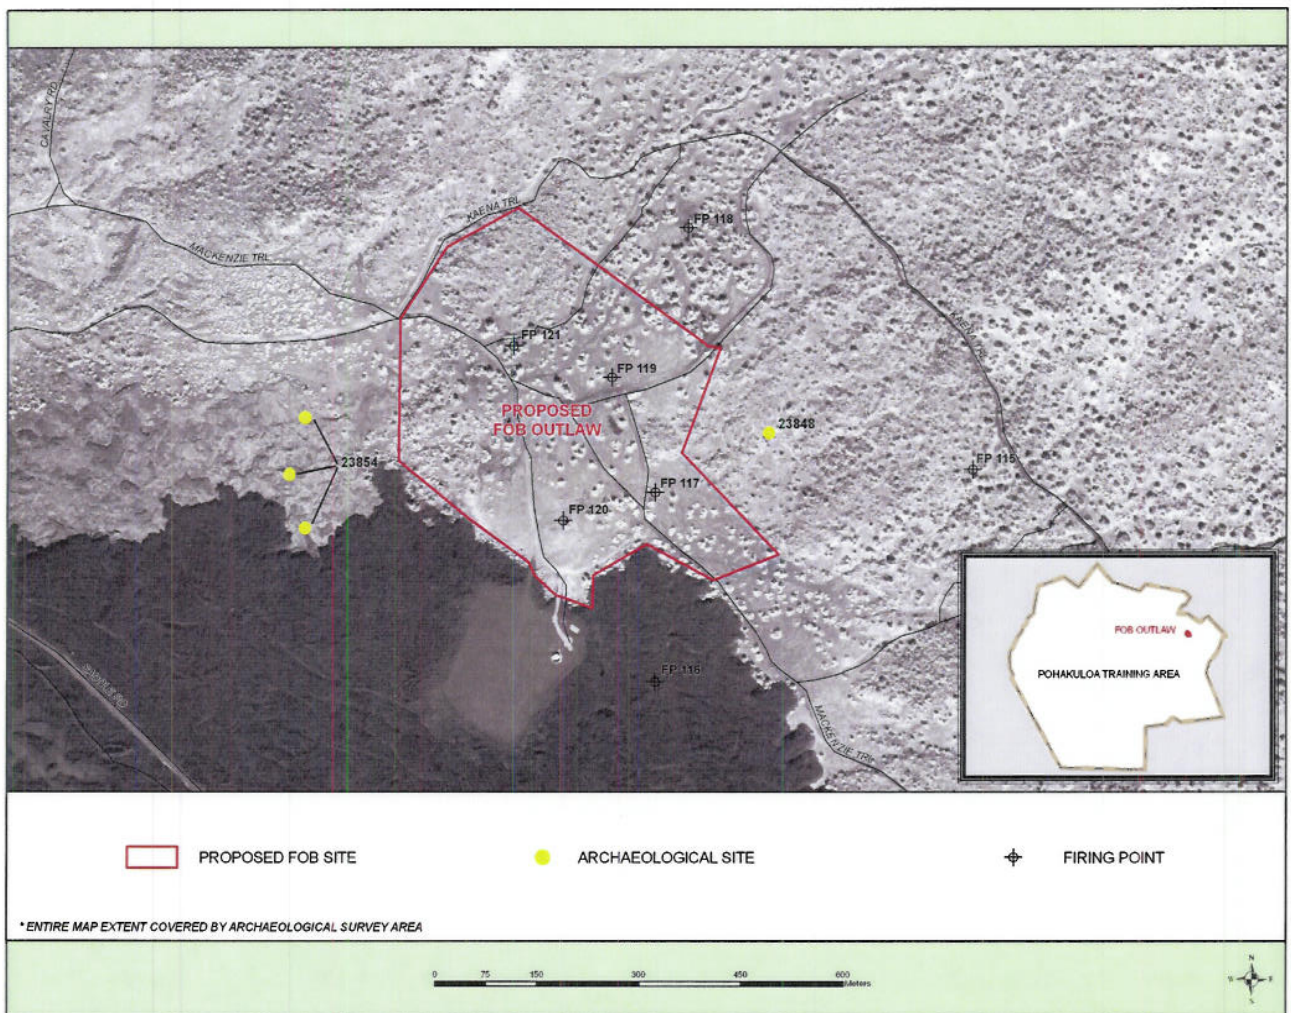 CAVALRY RD
KAENA TRL
FP 118
MACKENZIE TRL
KAENA TRL
FP 121
FP 119
PROPOSED
FOB OUTLAW
23848
23854
FP 115
FP 117
FP 120
FOB OUTLAW
POHAKULOA TRAINING AREA
FP 116
MACKENZIE TRL
PROPOSED FOB SITE
ARCHAEOLOGICAL SITE
FIRING POINT
* ENTIRE MAP EXTENT COVERED BY ARCHAEOLOGICAL SURVEY AREA
0 75 150 300 450 600
Meters
N
W E
S